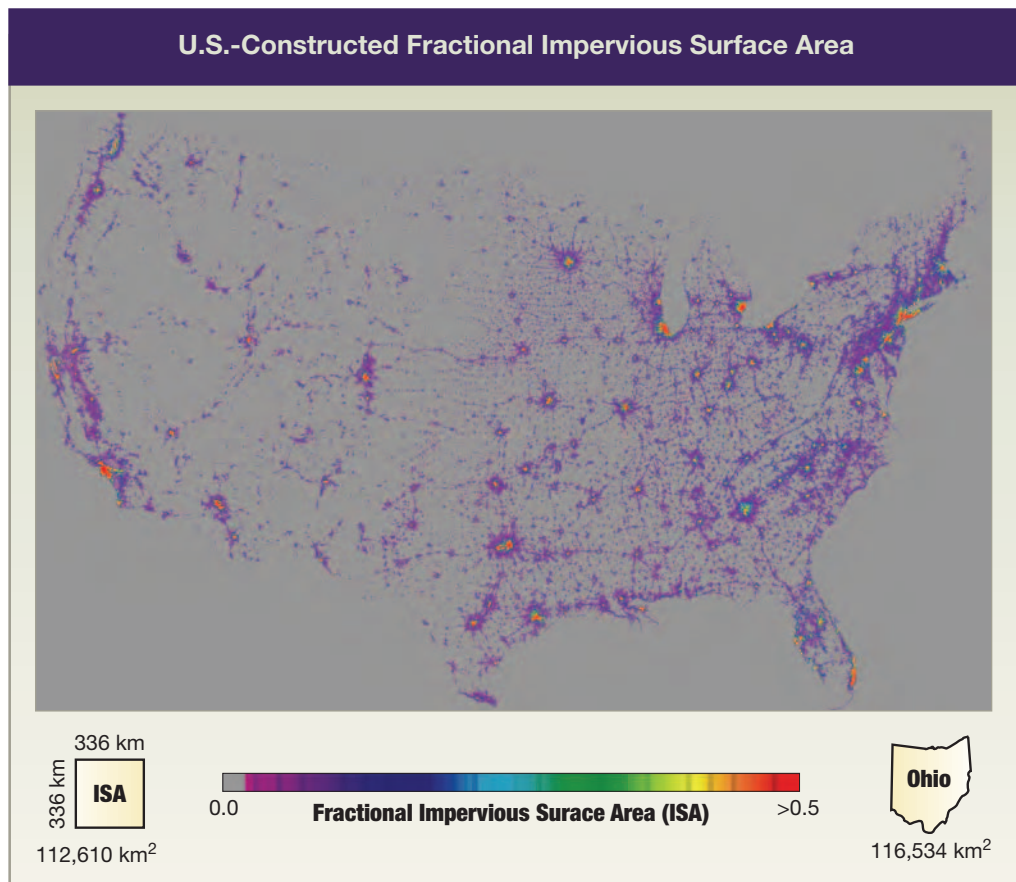 U.S.-Constructed Fractional Impervious Surface Area
336 km
336 km
ISA
112,610 km²
0.0
Fractional Impervious Surace Area (ISA)
>0.5
Ohio
116,534 km²